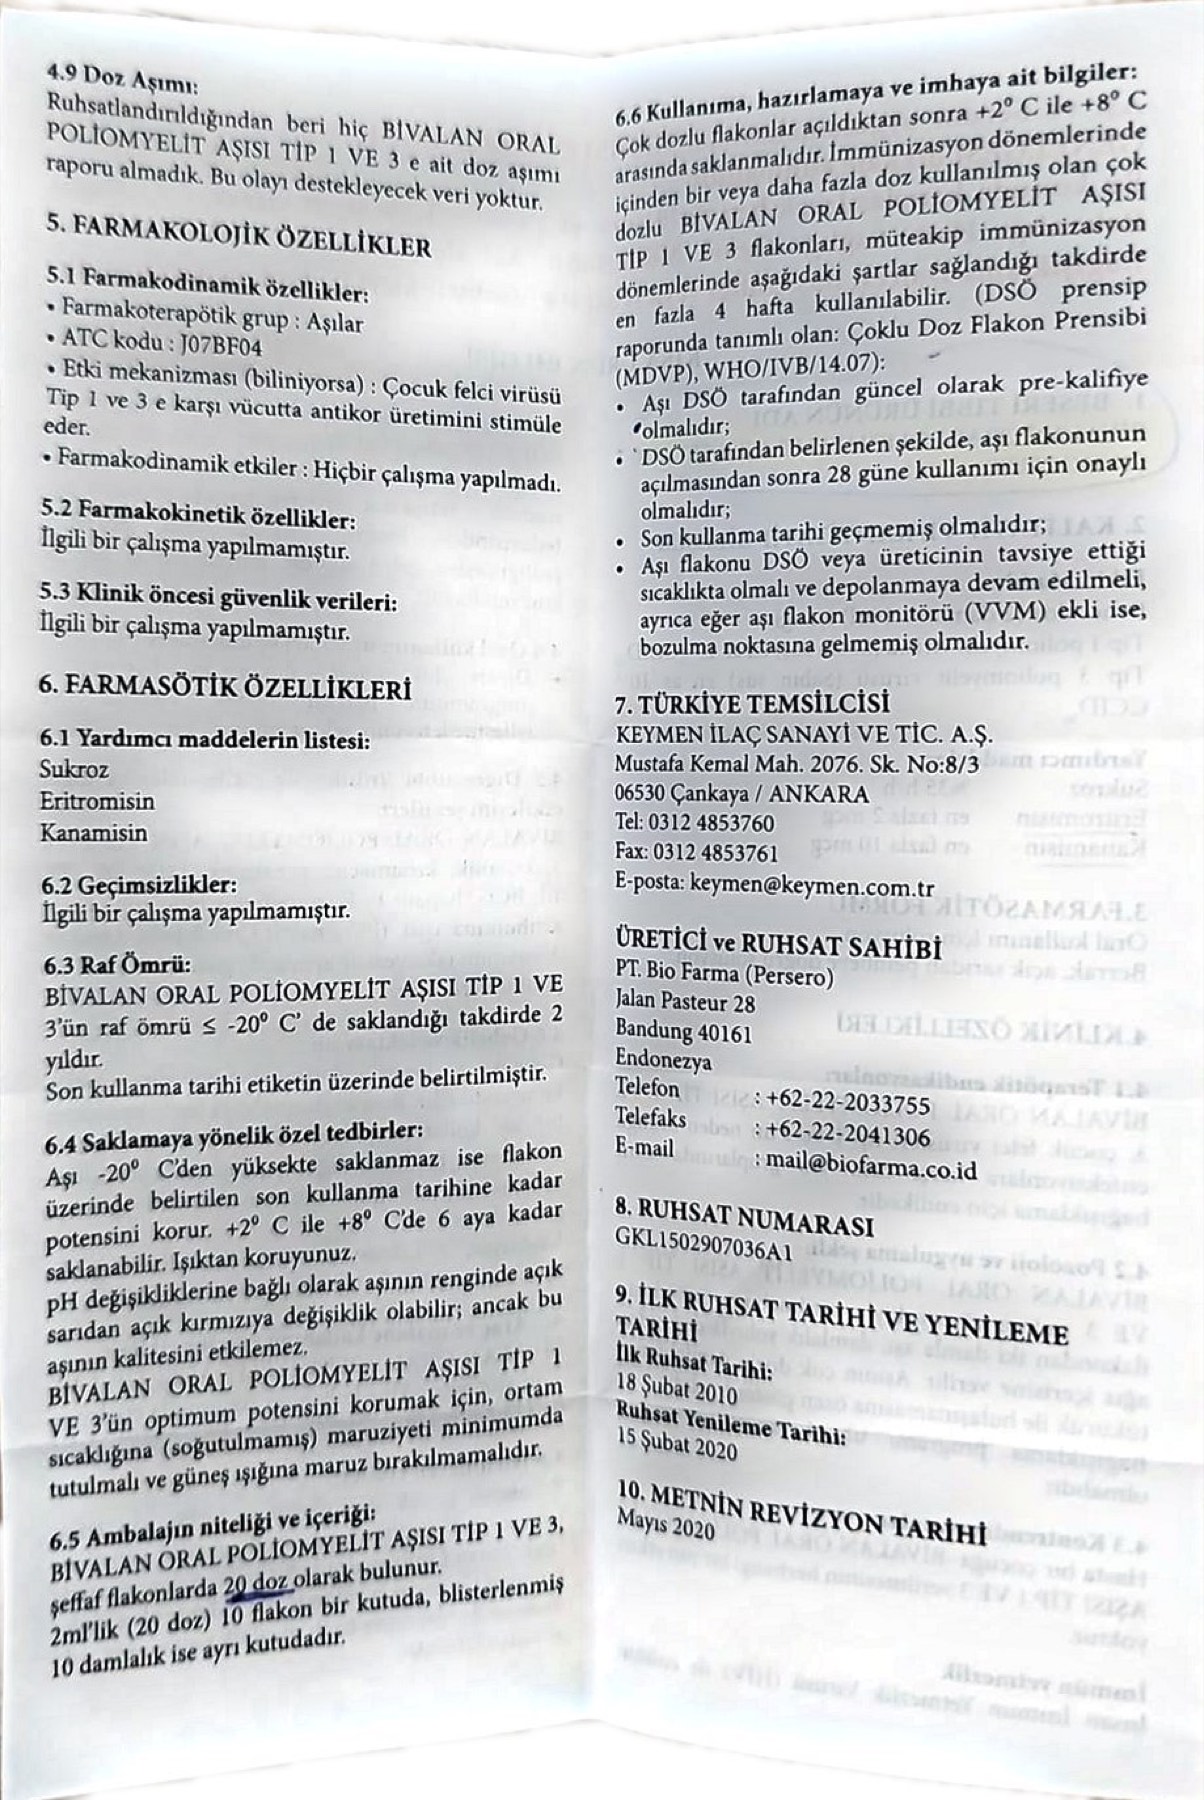 4.9 Doz Aşımı:
Ruhsatlandırıldığından beri hiç BİVALAN ORAL
POLİOMYELİT AŞISI TİP 1 VE 3 e ait doz aşımı
raporu almadık. Bu olayı destekleyecek veri yoktur.
5. FARMAKOLOJİK ÖZELLİKLER
5.1 Farmakodinamik özellikler:
• Farmakoterapötik grup : Aşılar
• ATC kodu : J07BF04
• Etki mekanizması (biliniyorsa) : Çocuk felci virüsü
Tip 1 ve 3 e karşı vücutta antikor üretimini stimüle
eder.
• Farmakodinamik etkiler : Hiçbir çalışma yapılmadı.
5.2 Farmakokinetik özellikler:
İlgili bir çalışma yapılmamıştır.
5.3 Klinik öncesi güvenlik verileri:
İlgili bir çalışma yapılmamıştır.
6. FARMASÖTİK ÖZELLİKLERİ
6.1 Yardımcı maddelerin listesi:
Sukroz
Eritromisin
Kanamisin
6.2 Geçimsizlikler:
İlgili bir çalışma yapılmamıştır.
6.3 Raf Ömrü:
BİVALAN ORAL POLİOMYELİT AŞISI TİP 1 VE
3'ün raf ömrü ≤ -20⁰ C' de saklandığı takdirde 2
yıldır.
Son kullanma tarihi etiketin üzerinde belirtilmiştir.
6.4 Saklamaya yönelik özel tedbirler:
Aşı -20⁰ C'den yüksekte saklanmaz ise flakon
üzerinde belirtilen son kullanma tarihine kadar
potensini korur. +2⁰ C ile +8⁰ C'de 6 aya kadar
saklanabilir. Işıktan koruyunuz.
pH değişikliklerine bağlı olarak aşının renginde açık
sarıdan açık kırmızıya değişiklik olabilir; ancak bu
aşının kalitesini etkilemez.
BİVALAN ORAL POLİOMYELİT AŞISI TİP 1
VE 3'ün optimum potensini korumak için, ortam
sıcaklığına (soğutulmamış) maruziyeti minimumda
tutulmalı ve güneş ışığına maruz bırakılmamalıdır.
6.5 Ambalajın niteliği ve içeriği:
BİVALAN ORAL POLİOMYELİT AŞISI TİP 1 VE 3,
şeffaf flakonlarda 20 doz olarak bulunur.
2ml'lik (20 doz) 10 flakon bir kutuda, blisterlenmiş
10 damlalık ise ayrı kutudadır.
6.6 Kullanıma, hazırlamaya ve imhaya ait bilgiler:
Çok dozlu flakonlar açıldıktan sonra +2⁰ C ile +8⁰ C
arasında saklanmalıdır. İmmünizasyon dönemlerinde
içinden bir veya daha fazla doz kullanılmış olan çok
dozlu BİVALAN ORAL POLİOMYELİT AŞISI
TİP 1 VE 3 flakonları, müteakip immünizasyon
dönemlerinde aşağıdaki şartlar sağlandığı takdirde
en fazla 4 hafta kullanılabilir. (DSÖ prensip
raporunda tanımlı olan: Çoklu Doz Flakon Prensibi
(MDVP), WHO/IVB/14.07):
• Aşı DSÖ tarafından güncel olarak pre-kalifiye
olmalıdır;
• DSÖ tarafından belirlenen şekilde, aşı flakonunun
açılmasından sonra 28 güne kullanımı için onaylı
olmalıdır;
• Son kullanma tarihi geçmemiş olmalıdır;
• Aşı flakonu DSÖ veya üreticinin tavsiye ettiği
sıcaklıkta olmalı ve depolanmaya devam edilmeli,
ayrıca eğer aşı flakon monitörü (VVM) ekli ise,
bozulma noktasına gelmemiş olmalıdır.
7. TÜRKİYE TEMSİLCİSİ
KEYMEN İLAÇ SANAYİ VE TİC. A.Ş.
Mustafa Kemal Mah. 2076. Sk. No:8/3
06530 Çankaya / ANKARA
Tel: 0312 4853760
Fax: 0312 4853761
E-posta: keymen@keymen.com.tr
ÜRETİCİ ve RUHSAT SAHİBİ
PT. Bio Farma (Persero)
Jalan Pasteur 28
Bandung 40161
Endonezya
Telefon : +62-22-2033755
Telefaks : +62-22-2041306
E-mail : mail@biofarma.co.id
8. RUHSAT NUMARASI
GKL1502907036A1
9. İLK RUHSAT TARİHİ VE YENİLEME
TARİHİ
İlk Ruhsat Tarihi:
18 Şubat 2010
Ruhsat Yenileme Tarihi:
15 Şubat 2020
10. METNİN REVİZYON TARİHİ
Mayıs 2020